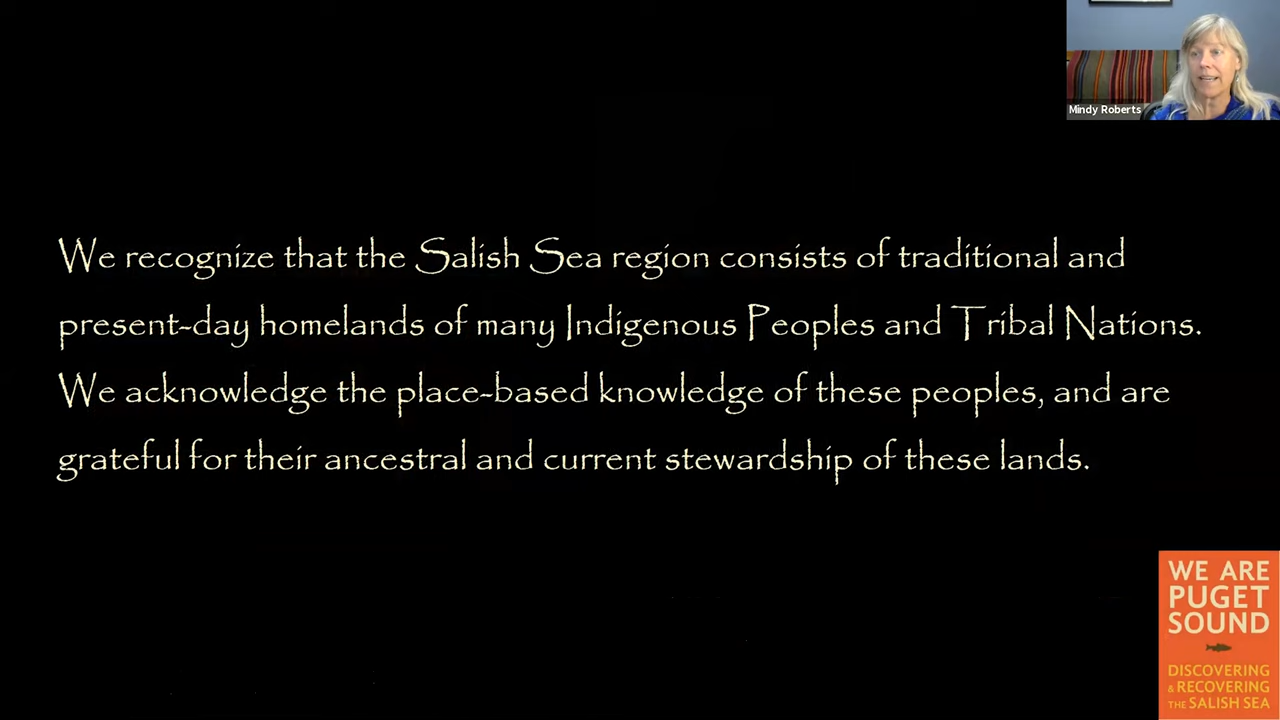 Mindy Roberts
We recognize that the Salish Sea region consists of traditional and
present-day homelands of many Indigenous Peoples and Tribal Nations.
We acknowledge the place-based knowledge of these peoples, and are
grateful for their ancestral and current stewardship of these lands.
WE ARE
PUGET
SOUND
DISCOVERING
& RECOVERING
THE SALISH SEA